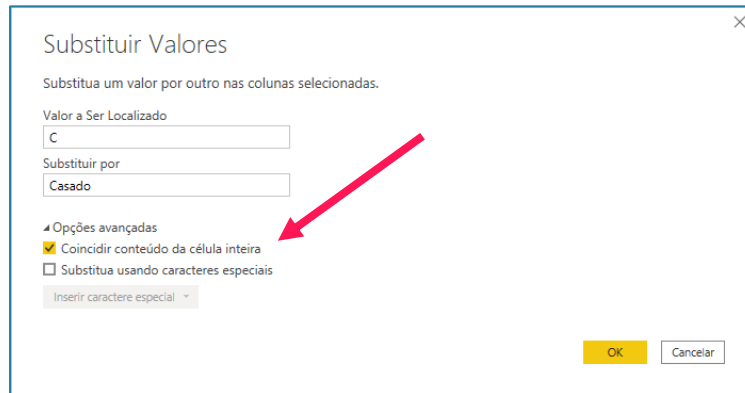 Substituir Valores
Substitua um valor por outro nas colunas selecionadas.
Valor a Ser Localizado
C
Substituir por
Casado
Opções avançadas
Coincidir conteúdo da célula inteira
Substitua usando caracteres especiais
Inserir caractere especial
OK Cancelar